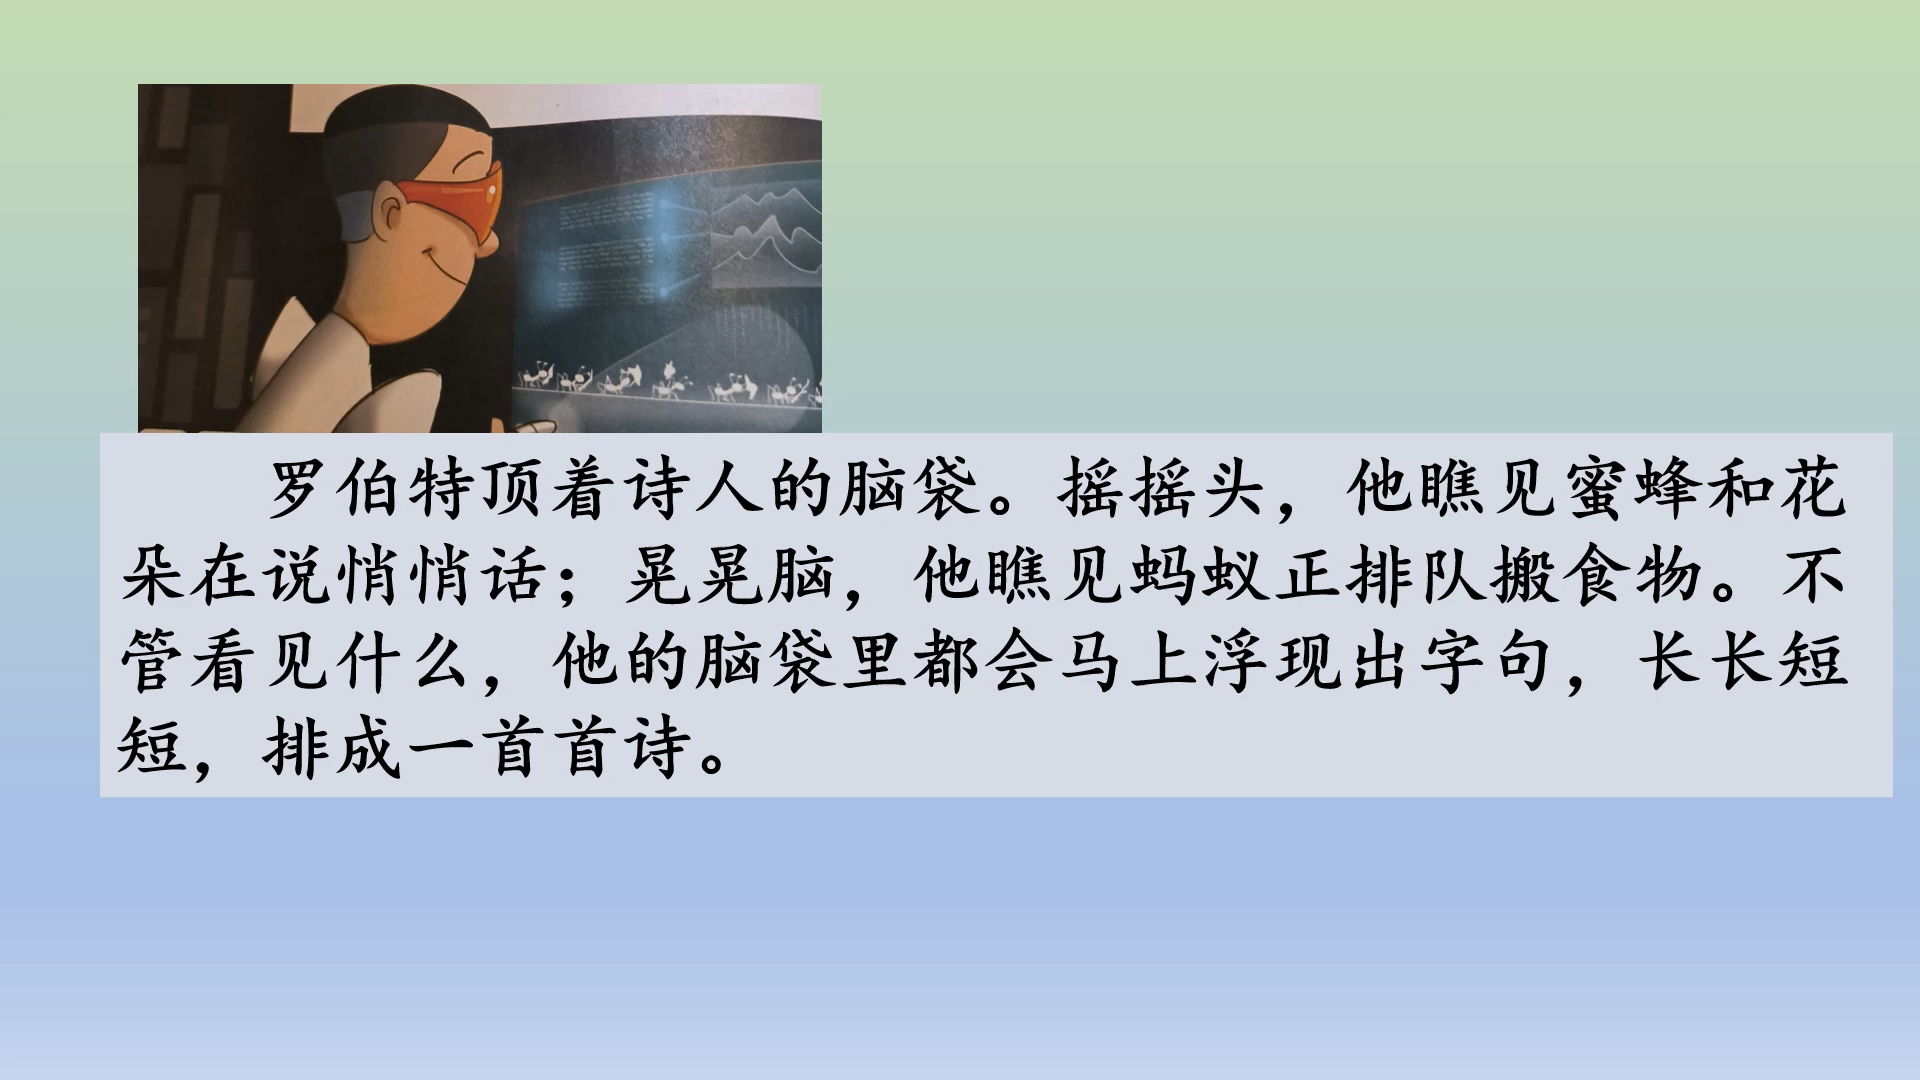 罗伯特顶着诗人的脑袋。摇摇头，他瞧见蜜蜂和花
朵在说悄悄话；晃晃脑，他瞧见蚂蚁正排队搬食物。不
管看见什么，他的脑袋里都会马上浮现出字句，长长短
短，排成一首首诗。